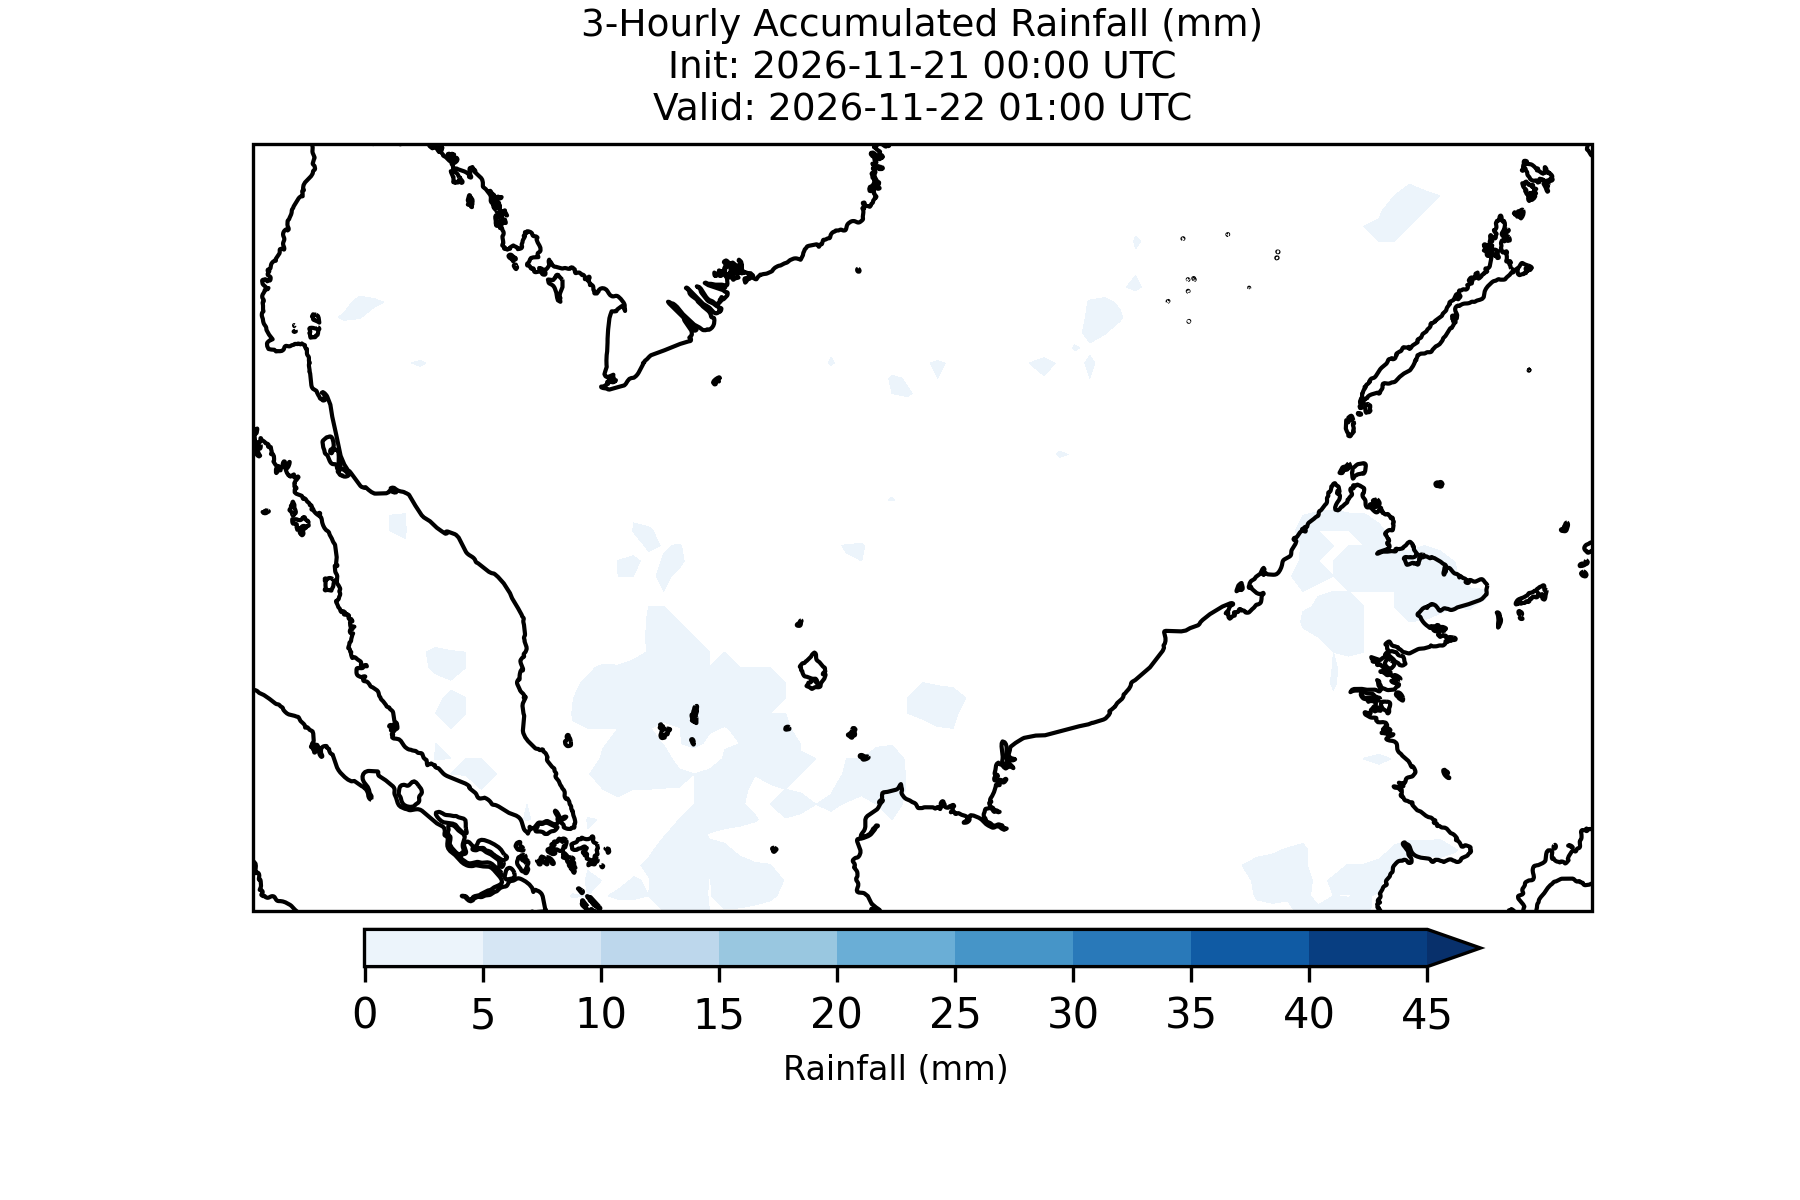 3-Hourly Accumulated Rainfall (mm)
Init: 2026-11-21 00:00 UTC
Valid: 2026-11-22 01:00 UTC
0 5 10 15 20 25 30 35 40 45
Rainfall (mm)